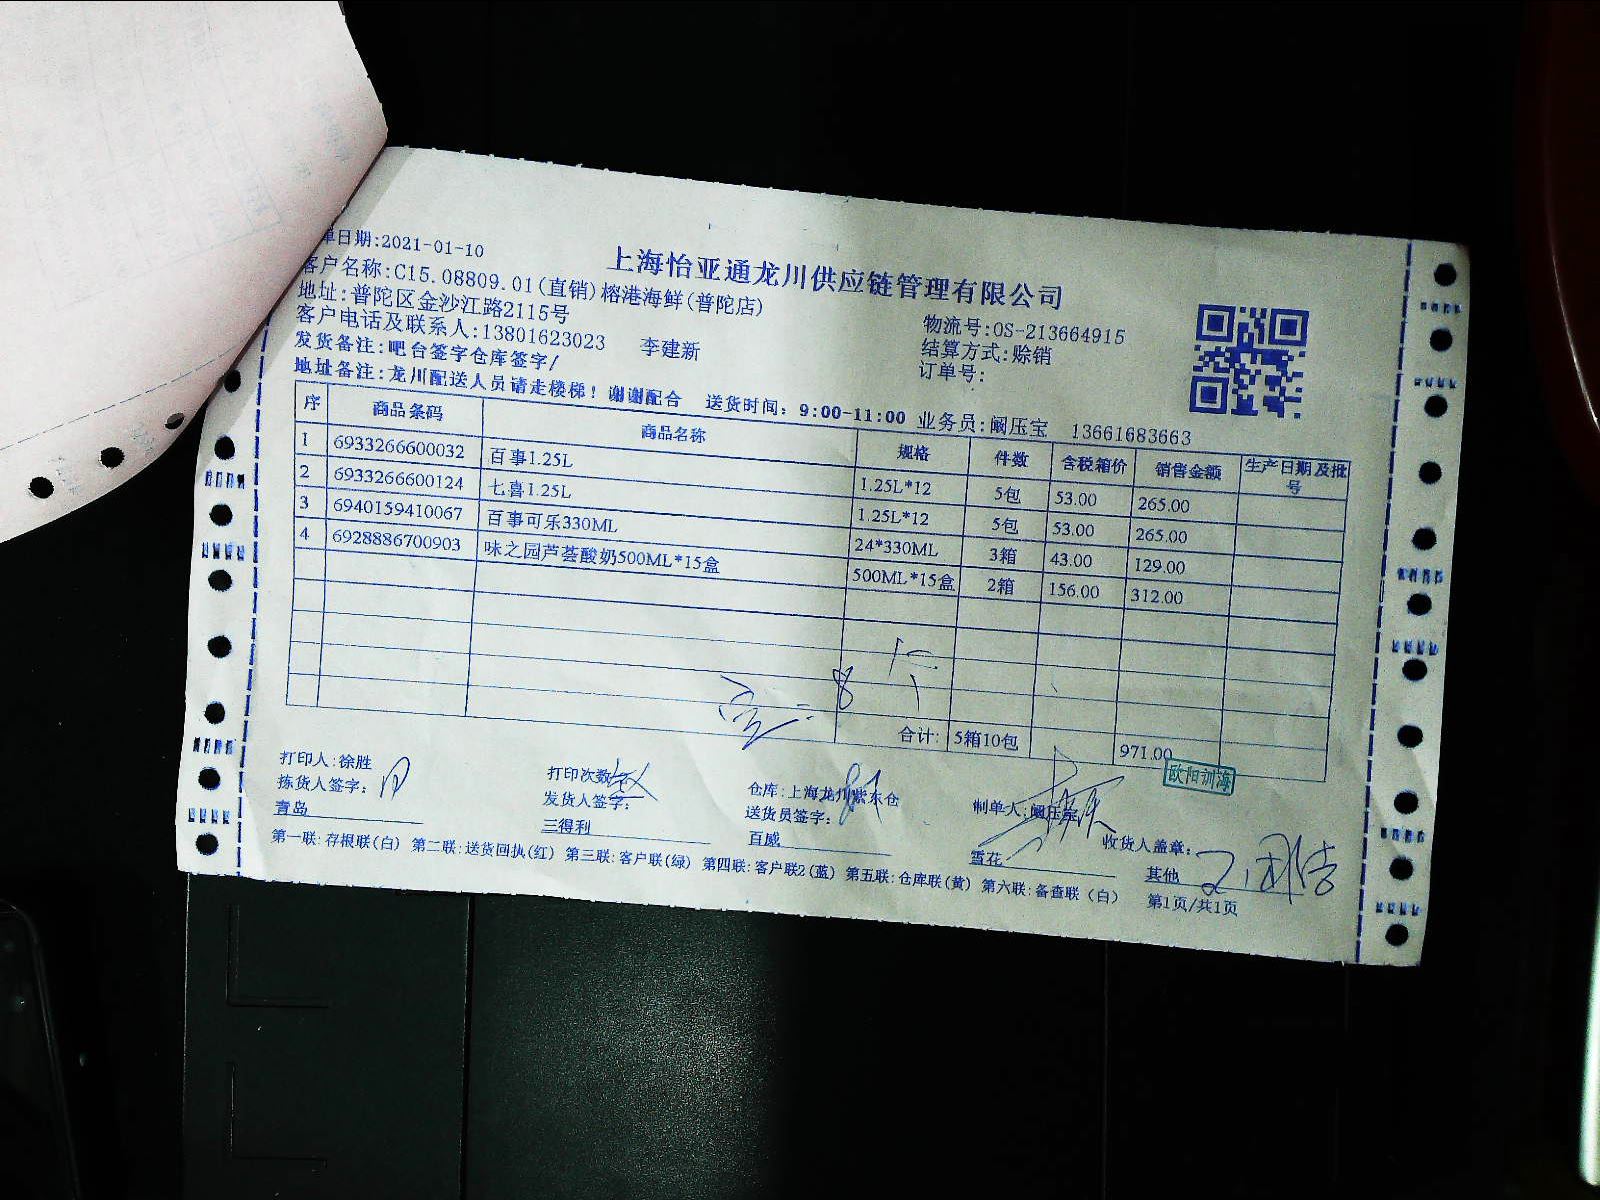 单日期:2021-01-10
上海怡亚通龙川供应链管理有限公司
客户名称:C15.08809.01(直销)榕港海鲜(普陀店)
地址:普陀区金沙江路2115号
物流号:OS-213664915
客户电话及联系人:13801623023 李建新
结算方式:赊销
发货备注:吧台签字仓库签字/
订单号:
地址备注:龙川配送人员请走楼梯！谢谢配合 送货时间：9:00-11:00 业务员:阚压宝 13661683663
序 商品条码 商品名称 规格 件数 含税箱价 销售金额 生产日期及批号
1 6933266600032 百事1.25L 1.25L*12 5包 53.00 265.00
2 6933266600124 七喜1.25L 1.25L*12 5包 53.00 265.00
3 6940159410067 百事可乐330ML 24*330ML 3箱 43.00 129.00
4 6928886700903 味之园芦荟酸奶500ML*15盒 500ML*15盒 2箱 156.00 312.00
8
合计: 5箱10包 971.00
欧阳训海
打印人:徐胜 打印次数: 仓库:上海龙川紫东仓 制单人:阚压宝
拣货人签字: 发货人签字: 送货员签字: 收货人盖章:
青岛 三得利 百威 雪花 其他
第一联:存根联(白) 第二联:送货回执(红) 第三联:客户联(绿) 第四联:客户联2(蓝) 第五联:仓库联(黄) 第六联:备查联（白） 第1页/共1页